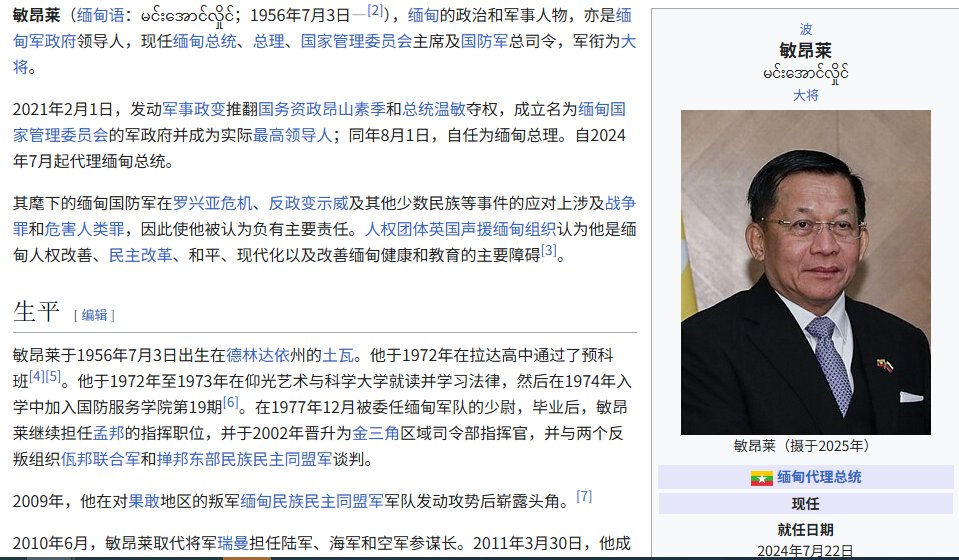 敏昂莱（缅甸语：မင်းအောင်လှိုင်；1956年7月3日—[2]），缅甸的政治和军事人物，亦是缅
甸军政府领导人，现任缅甸总统、总理、国家管理委员会主席及国防军总司令，军衔为大
将。
2021年2月1日，发动军事政变推翻国务资政昂山素季和总统温敏夺权，成立名为缅甸国
家管理委员会的军政府并成为实际最高领导人；同年8月1日，自任为缅甸总理。自2024
年7月起代理缅甸总统。
其麾下的缅甸国防军在罗兴亚危机、反政变示威及其他少数民族等事件的应对上涉及战争
罪和危害人类罪，因此使他被认为负有主要责任。人权团体英国声援缅甸组织认为他是缅
甸人权改善、民主改革、和平、现代化以及改善缅甸健康和教育的主要障碍[3]。
生平 [ 编辑 ]
敏昂莱于1956年7月3日出生在德林达依州的土瓦。他于1972年在拉达高中通过了预科
班[4][5]。他于1972年至1973年在仰光艺术与科学大学就读并学习法律，然后在1974年入
学中加入国防服务学院第19期[6]。在1977年12月被委任缅甸军队的少尉，毕业后，敏昂
莱继续担任孟邦的指挥职位，并于2002年晋升为金三角区域司令部指挥官，并与两个反
叛组织佤邦联合军和掸邦东部民族民主同盟军谈判。
2009年，他在对果敢地区的叛军缅甸民族民主同盟军军队发动攻势后崭露头角。[7]
2010年6月，敏昂莱取代将军瑞曼担任陆军、海军和空军参谋长。2011年3月30日，他成
波
敏昂莱
မင်းအောင်လှိုင်
大将
敏昂莱（摄于2025年）
缅甸代理总统
现任
就任日期
2024年7月22日